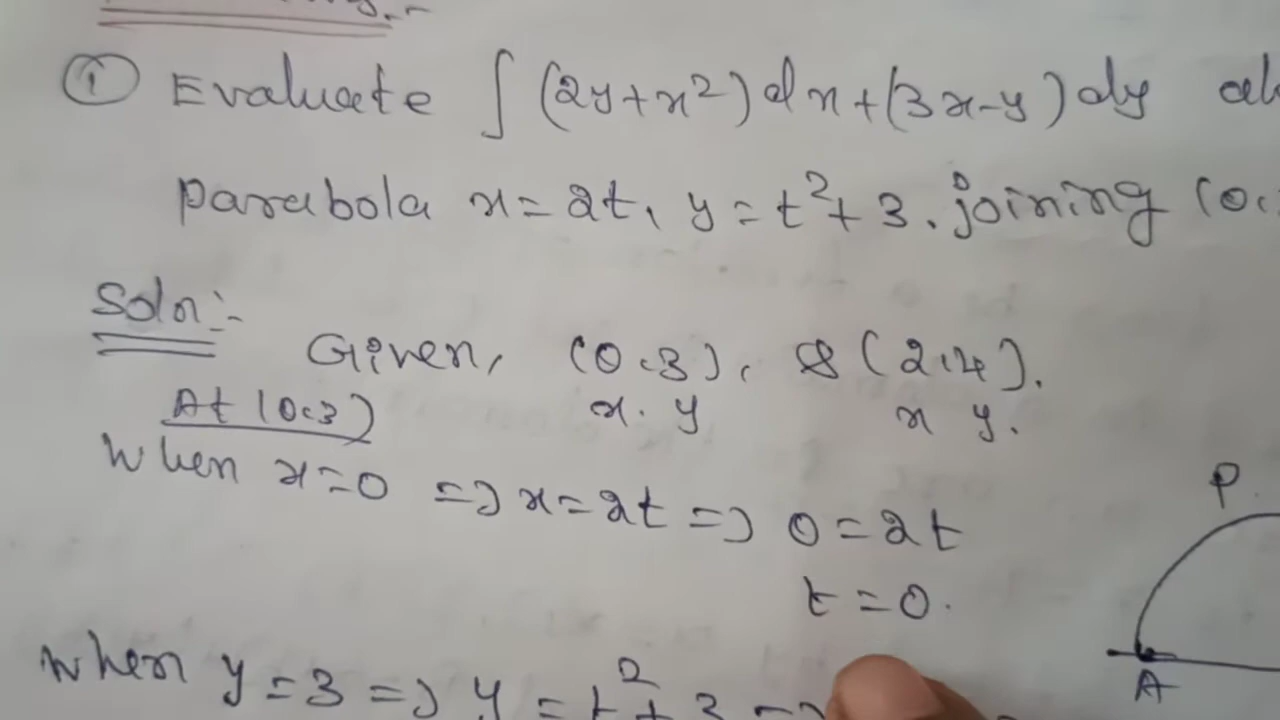 ① Evaluate ∫ (2y+x²) dx + (3x-y) dy
parabola x = 2t, y = t² + 3. joining (0,
Soln:-
Given, (0,3), & (2,4).
x. y x y.
At (0,3)
When x=0 => x=2t => 0=2t
t=0.
When y=3 => y = t² + 3 =>
P
A